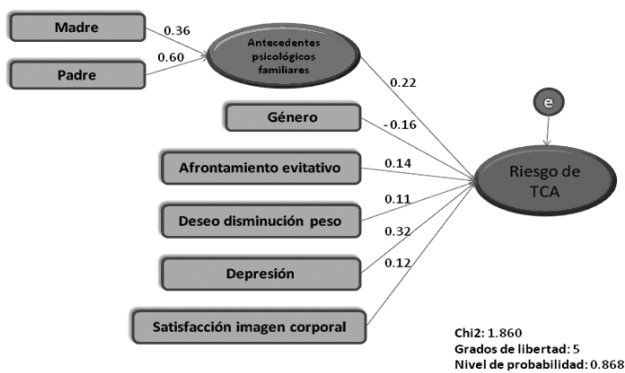 Madre
0.36
Padre
0.60
Antecedentes
psicológicos
familiares
0.22
Género
-0.16
Afrontamiento evitativo
0.14
Deseo disminución peso
0.11
Depresión
0.32
Satisfacción imagen corporal
0.12
e
Riesgo de
TCA
Chi2: 1.860
Grados de libertad: 5
Nivel de probabilidad: 0.868